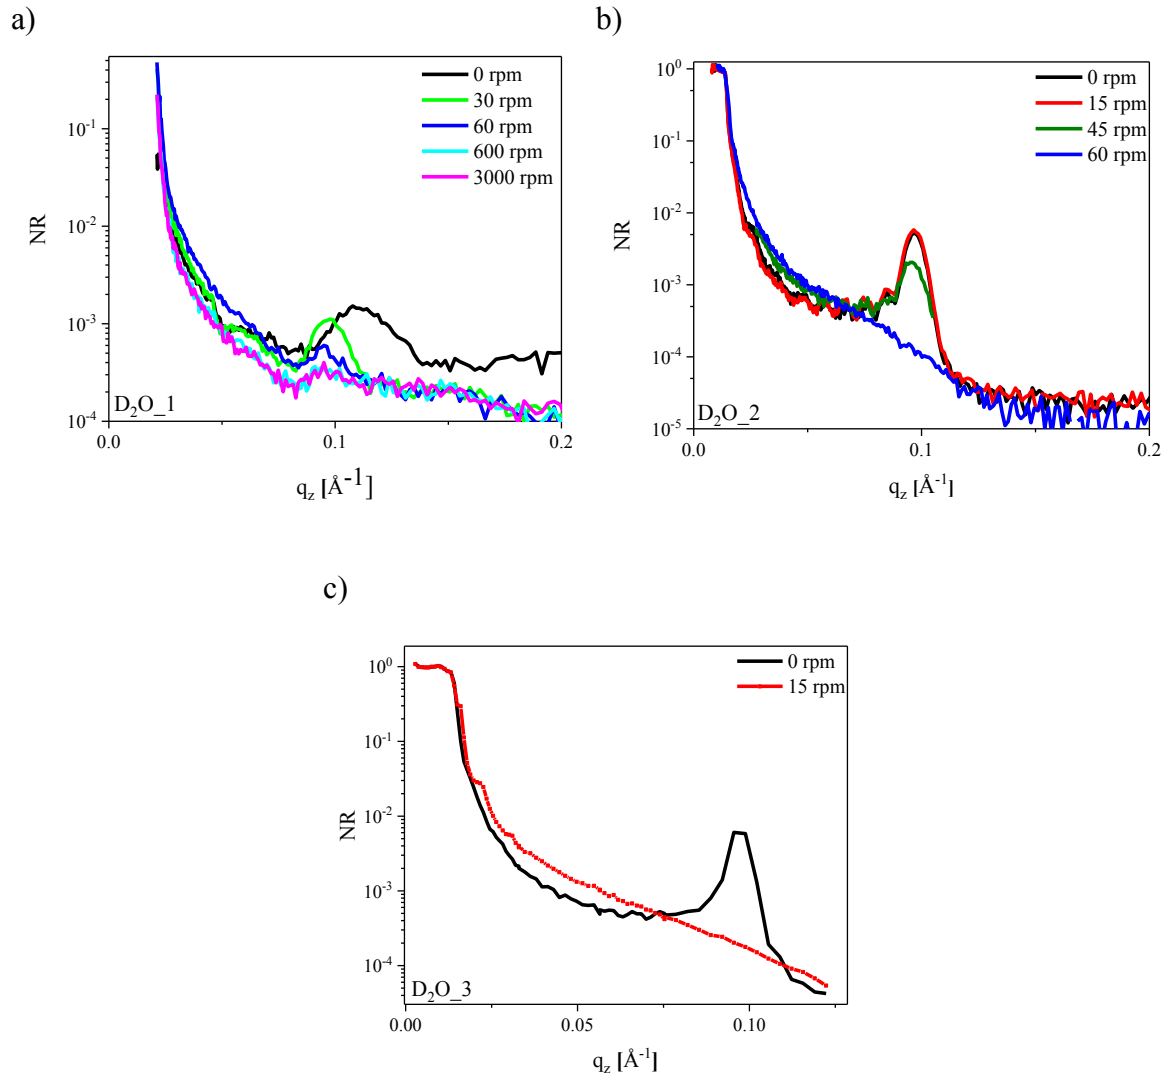 a)
0 rpm
30 rpm
60 rpm
600 rpm
3000 rpm
10⁻¹
10⁻²
10⁻³
10⁻⁴
NR
D₂O_1
0.0
0.1
0.2
q_z [Å⁻¹]
b)
0 rpm
15 rpm
45 rpm
60 rpm
10⁰
10⁻¹
10⁻²
10⁻³
10⁻⁴
10⁻⁵
NR
D₂O_2
0.0
0.1
0.2
q_z [Å⁻¹]
c)
0 rpm
15 rpm
10⁰
10⁻¹
10⁻²
10⁻³
10⁻⁴
NR
D₂O_3
0.00
0.05
0.10
q_z [Å⁻¹]